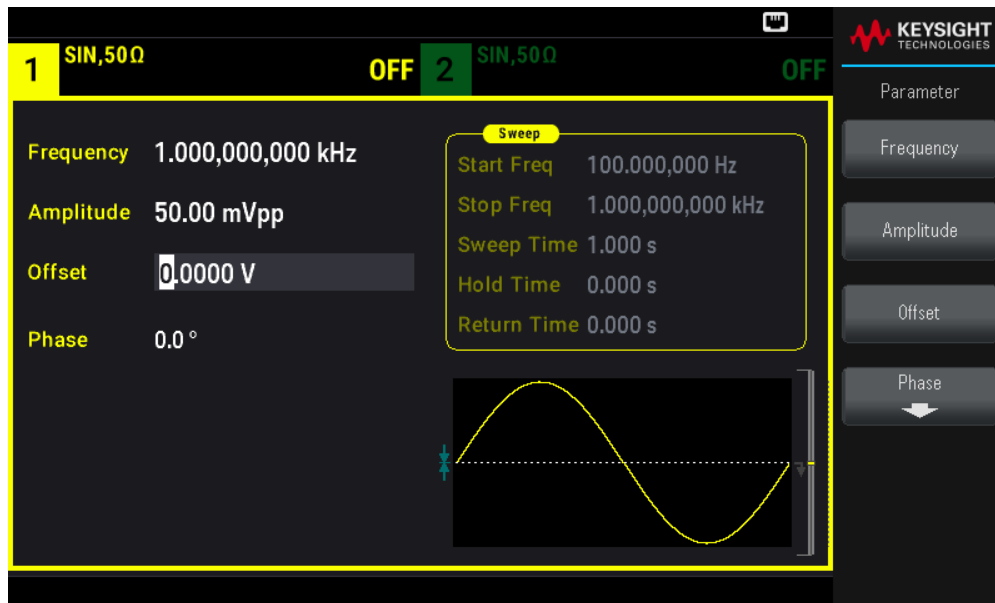 KEYSIGHT
TECHNOLOGIES
1 SIN,50Ω OFF 2 SIN,50Ω OFF
Parameter
Frequency 1.000,000,000 kHz
Amplitude 50.00 mVpp
Offset 0.0000 V
Phase 0.0 °
Sweep
Start Freq 100.000,000 Hz
Stop Freq 1.000,000,000 kHz
Sweep Time 1.000 s
Hold Time 0.000 s
Return Time 0.000 s
Frequency
Amplitude
Offset
Phase